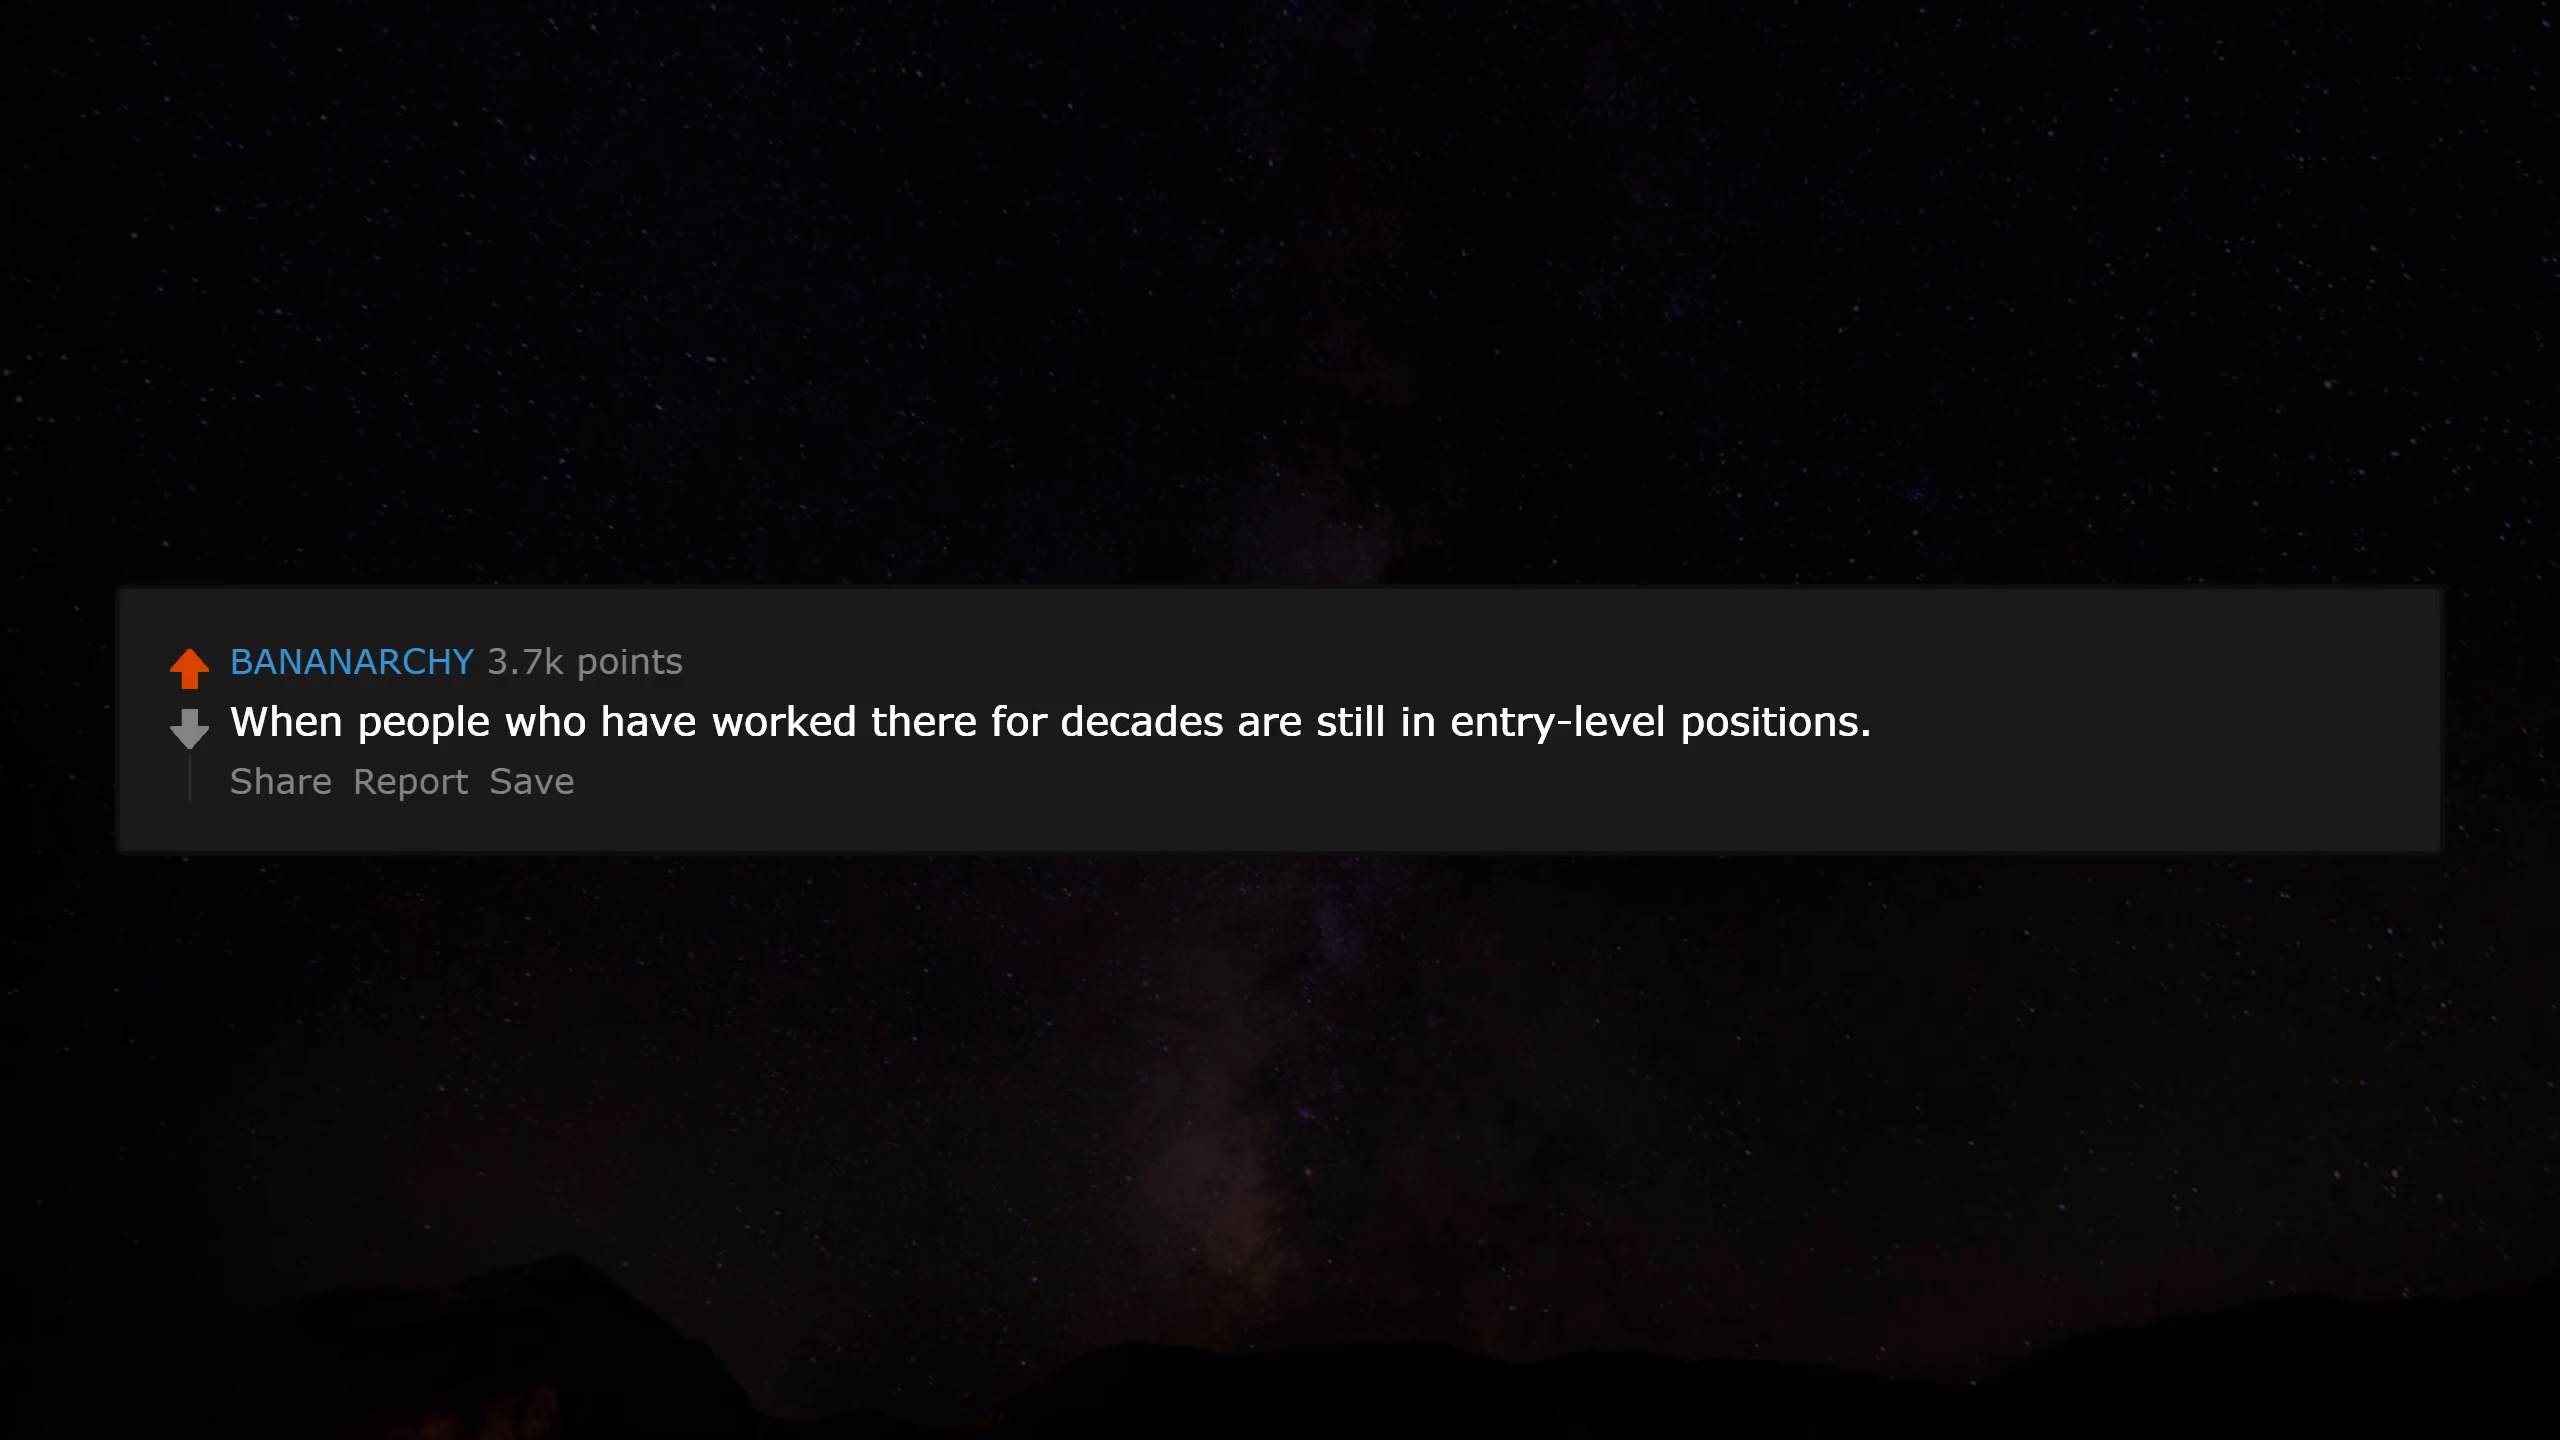 BANANARCHY 3.7k points
When people who have worked there for decades are still in entry-level positions.
Share Report Save